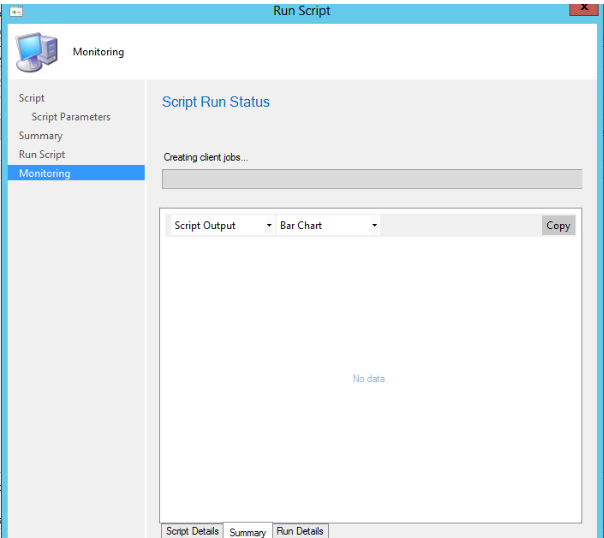 Run Script
x
Monitoring
Script
Script Parameters
Summary
Run Script
Monitoring
Script Run Status
Creating client jobs...
Script Output
Bar Chart
Copy
No data.
Script Details
Summary
Run Details